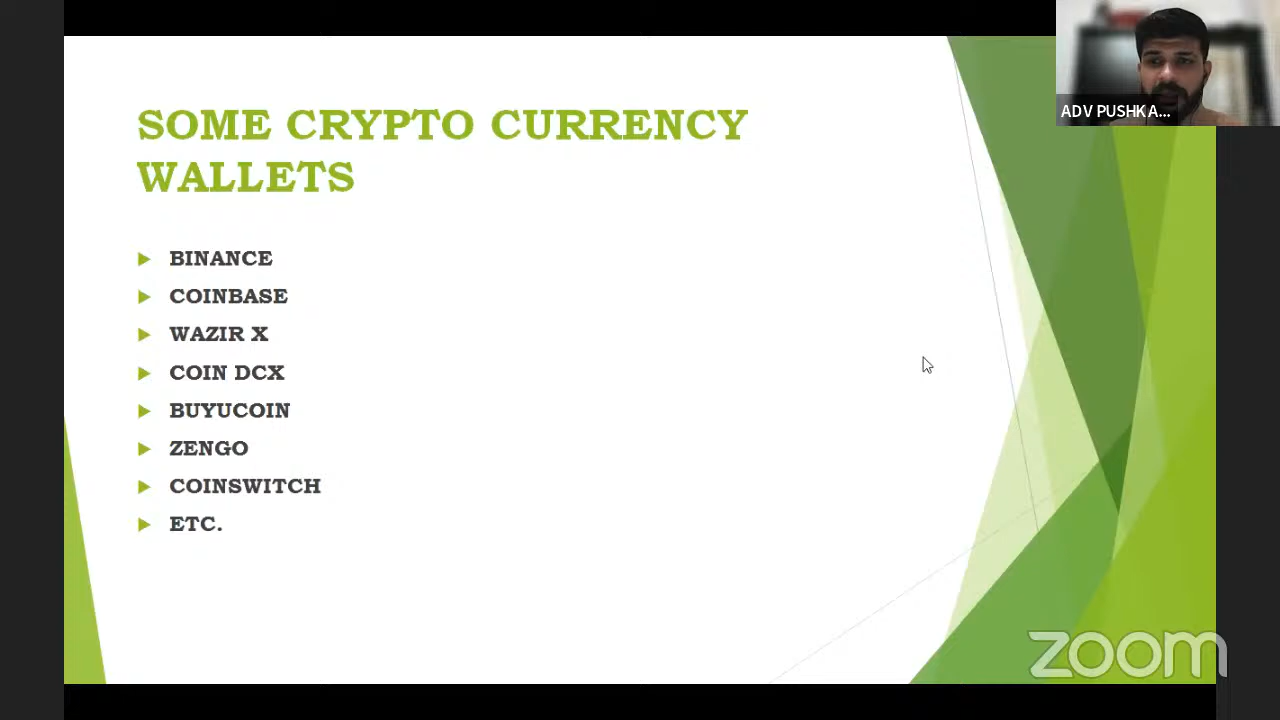 SOME CRYPTO CURRENCY
WALLETS
BINANCE
COINBASE
WAZIR X
COIN DCX
BUYUCOIN
ZENGO
COINSWITCH
ETC.
ADV PUSHKA...
zoom